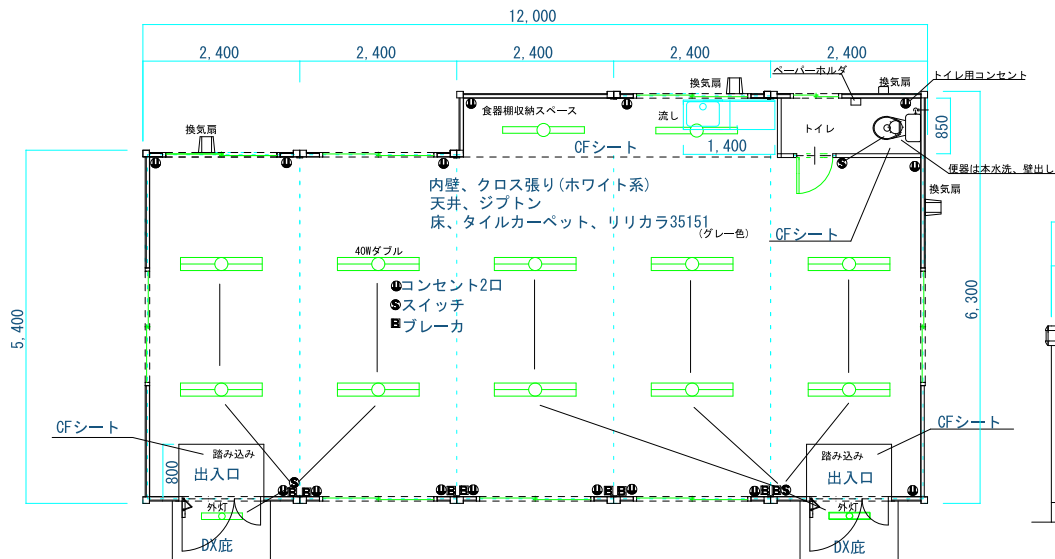 12,000
2,400
2,400
2,400
2,400
2,400
ペーパーホルダ
換気扇
換気扇
トイレ用コンセント
食器棚収納スペース
流し
トイレ
850
換気扇
CFシート
1,400
便器は本水洗、壁出し
内壁、クロス張り(ホワイト系)
天井、ジプトン
床、タイルカーペット、リリカラ35151
(グレー色)
換気扇
CFシート
40Wダブル
コンセント2口
Sスイッチ
Bブレーカ
5,400
6,300
CFシート
踏み込み
出入口
800
CFシート
踏み込み
出入口
S
B B
B B
B B
B B S
外灯
外灯
DX庇
DX庇
S